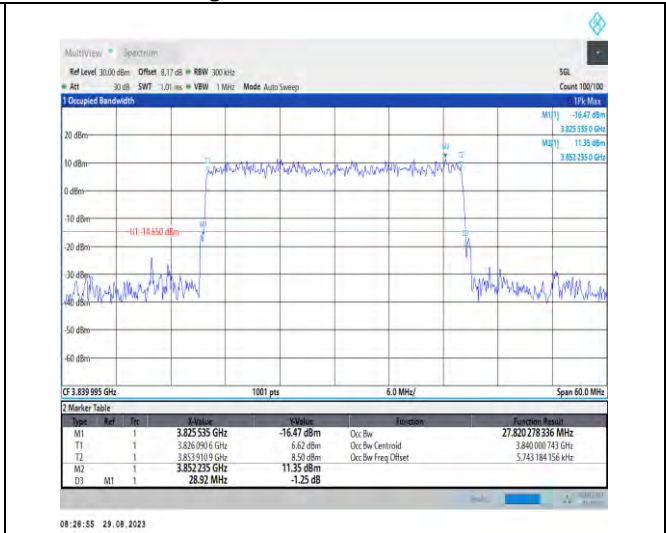 MultiView Spectrum
Ref Level 30.00 dBm Offset 8.17 dB RBW 300 kHz SGL
Att 30 dB SWT 1.01 ms VBW 1 MHz Mode Auto Sweep Count 100/100
1 Occupied Bandwidth 1Pk Max
M1[1] -16.47 dBm
3.825 535 0 GHz
20 dBm
M2[1] 11.35 dBm
3.852 235 0 GHz
10 dBm
0 dBm
-10 dBm
H1 -14.650 dBm
-20 dBm
-30 dBm
-40 dBm
-50 dBm
-60 dBm
CF 3.839 995 GHz 1001 pts 6.0 MHz/ Span 60.0 MHz
2 Marker Table
Type Ref Trc X-Value Y-Value Function Function Result
M1 1 3.825 535 GHz -16.47 dBm Occ Bw 27.820 278 336 MHz
T1 1 3.826 090 6 GHz 6.62 dBm Occ Bw Centroid 3.840 000 743 GHz
T2 1 3.853 910 9 GHz 8.50 dBm Occ Bw Freq Offset 5.743 184 156 kHz
M2 1 3.852 235 GHz 11.35 dBm
D3 M1 1 28.92 MHz -1.25 dB
08:28:55 29.08.2023